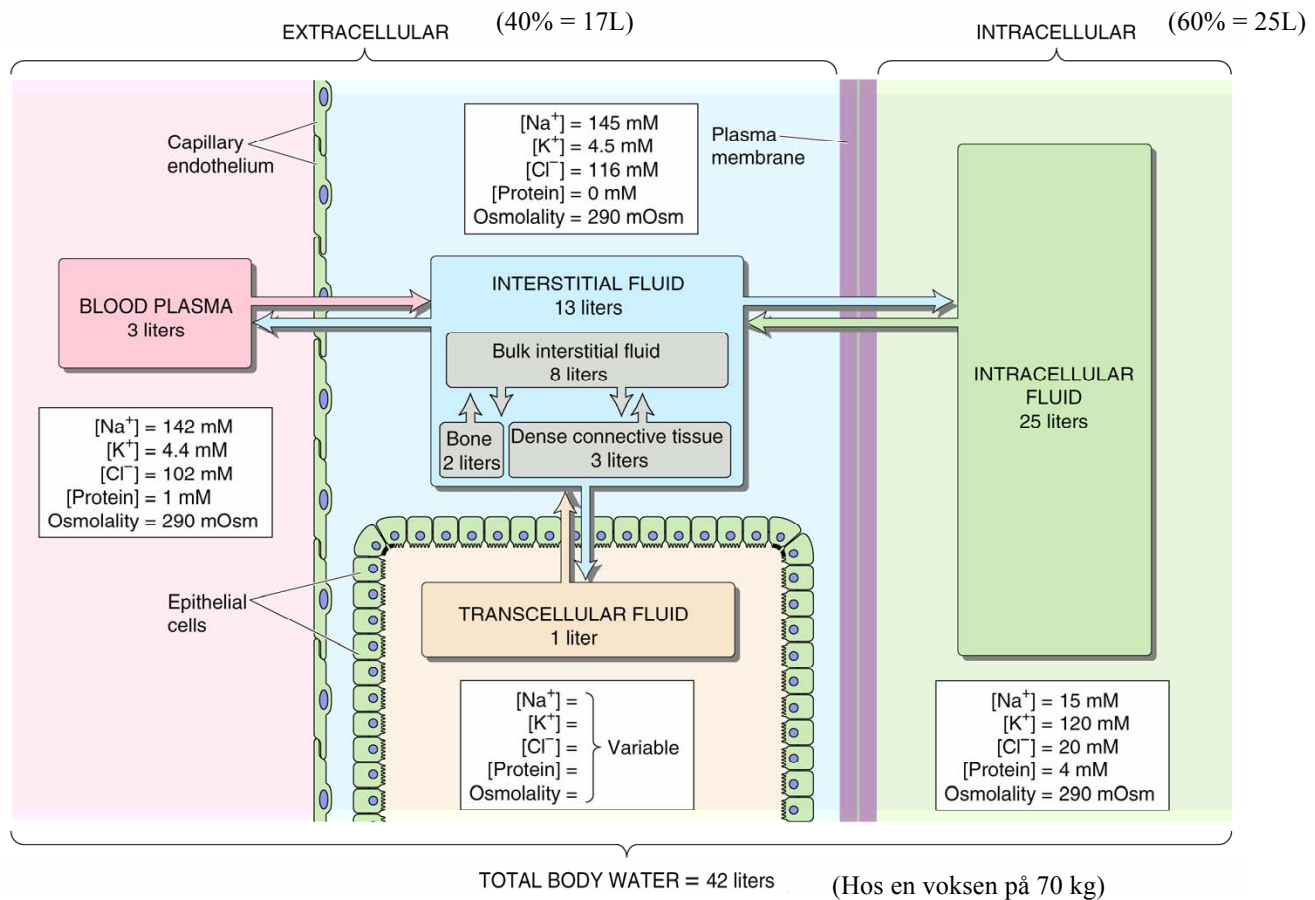 EXTRACELLULAR
(40% = 17L)
INTRACELLULAR
(60% = 25L)
Capillary
endothelium
[Na⁺] = 145 mM
[K⁺] = 4.5 mM
[Cl⁻] = 116 mM
[Protein] = 0 mM
Osmolality = 290 mOsm
Plasma
membrane
BLOOD PLASMA
3 liters
INTERSTITIAL FLUID
13 liters
Bulk interstitial fluid
8 liters
Bone
2 liters
Dense connective tissue
3 liters
INTRACELLULAR
FLUID
25 liters
[Na⁺] = 142 mM
[K⁺] = 4.4 mM
[Cl⁻] = 102 mM
[Protein] = 1 mM
Osmolality = 290 mOsm
Epithelial
cells
TRANSCELLULAR FLUID
1 liter
[Na⁺] =
[K⁺] =
[Cl⁻] =
[Protein] =
Osmolality =
Variable
[Na⁺] = 15 mM
[K⁺] = 120 mM
[Cl⁻] = 20 mM
[Protein] = 4 mM
Osmolality = 290 mOsm
TOTAL BODY WATER = 42 liters
(Hos en voksen på 70 kg)